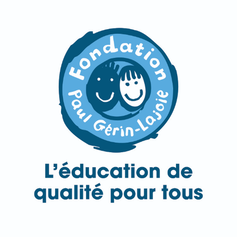 Fondation
Paul Gérin-Lajoie
L'éducation de
qualité pour tous